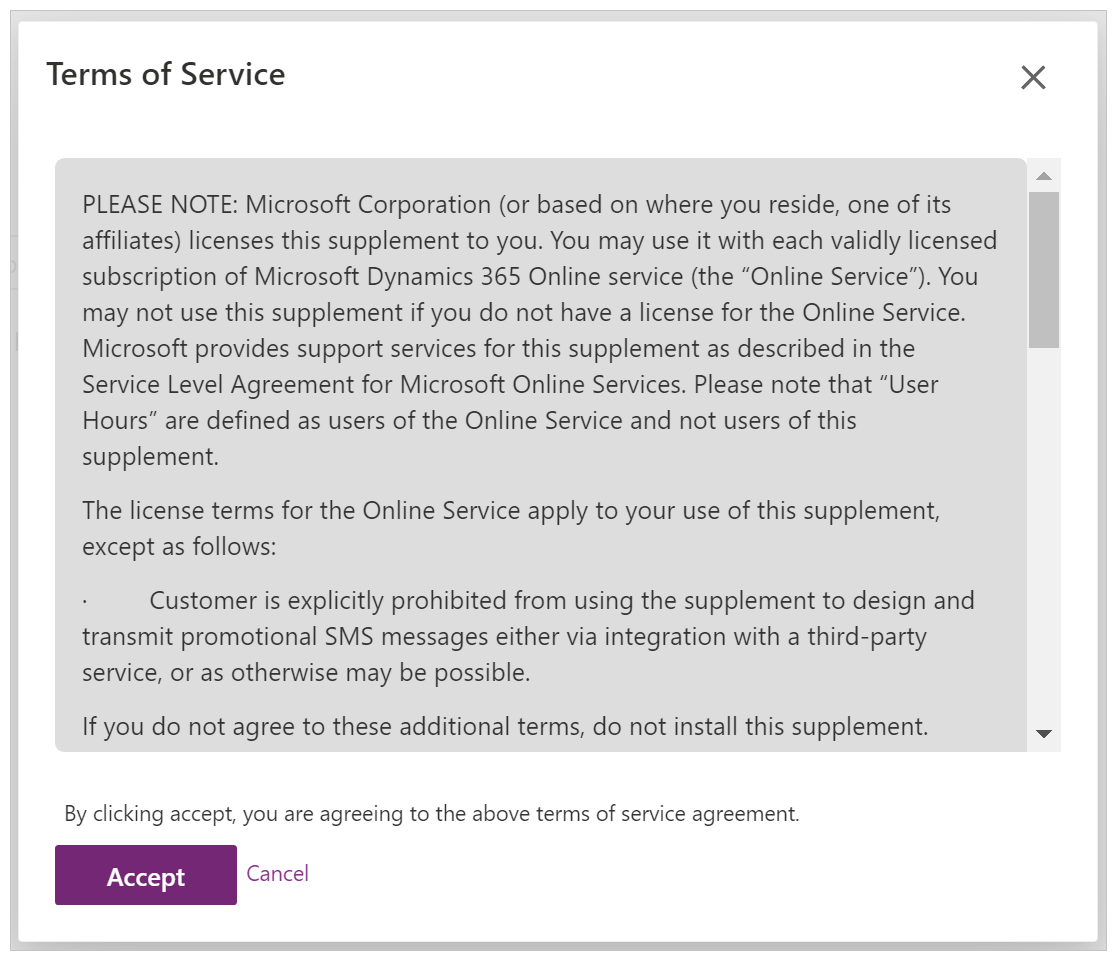 Terms of Service
PLEASE NOTE: Microsoft Corporation (or based on where you reside, one of its
affiliates) licenses this supplement to you. You may use it with each validly licensed
subscription of Microsoft Dynamics 365 Online service (the “Online Service”). You
may not use this supplement if you do not have a license for the Online Service.
Microsoft provides support services for this supplement as described in the
Service Level Agreement for Microsoft Online Services. Please note that “User
Hours” are defined as users of the Online Service and not users of this
supplement.
The license terms for the Online Service apply to your use of this supplement,
except as follows:
· Customer is explicitly prohibited from using the supplement to design and
transmit promotional SMS messages either via integration with a third-party
service, or as otherwise may be possible.
If you do not agree to these additional terms, do not install this supplement.
By clicking accept, you are agreeing to the above terms of service agreement.
Accept Cancel